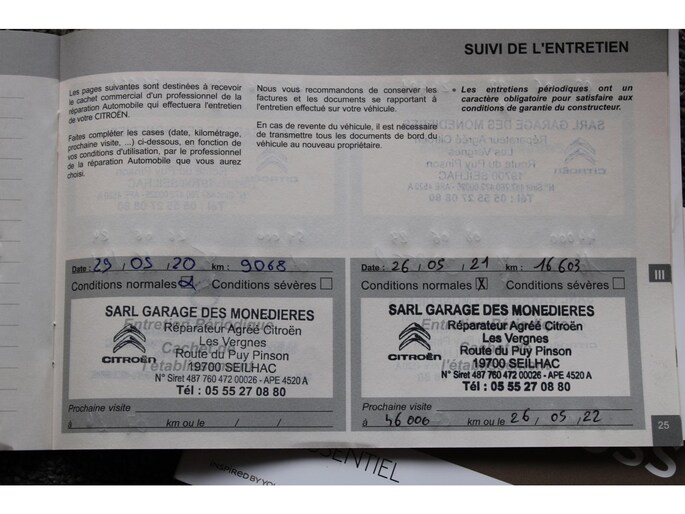 SUIVI DE L'ENTRETIEN
Les pages suivantes sont destinées à recevoir
le cachet commercial d'un professionnel de la
réparation Automobile qui effectuera l'entretien
de votre CITROËN.
Faites compléter les cases (date, kilométrage,
prochaine visite, ...) ci-dessous, en fonction de
vos conditions d'utilisation, par le professionnel
de la réparation Automobile que vous aurez
choisi.
Nous vous recommandons de conserver les
factures et les documents se rapportant à
l'entretien effectué sur votre véhicule.
En cas de revente du véhicule, il est nécessaire
de transmettre tous les documents de bord du
véhicule au nouveau propriétaire.
• Les entretiens périodiques ont un
caractère obligatoire pour satisfaire aux
conditions de garantie du constructeur.
Date : 29 / 05 / 20 km : 9068
Conditions normales ☑ Conditions sévères ☐
SARL GARAGE DES MONEDIERES
Réparateur Agréé Citroën
Les Vergnes
Route du Puy Pinson
19700 SEILHAC
N° Siret 487 760 472 00026 - APE 4520 A
Tél : 05 55 27 08 80
CITROËN
Entretien Périodique
Cachet de
l'établissement
Prochaine visite
à km ou le / /
Date : 26 / 05 / 21 km : 16603
Conditions normales ☒ Conditions sévères ☐
SARL GARAGE DES MONEDIERES
Réparateur Agréé Citroën
Les Vergnes
Route du Puy Pinson
19700 SEILHAC
N° Siret 487 760 472 00026 - APE 4520 A
Tél : 05 55 27 08 80
CITROËN
Prochaine visite
à 46000 km ou le 26 / 05 / 22
III
25
INSPIRED BY